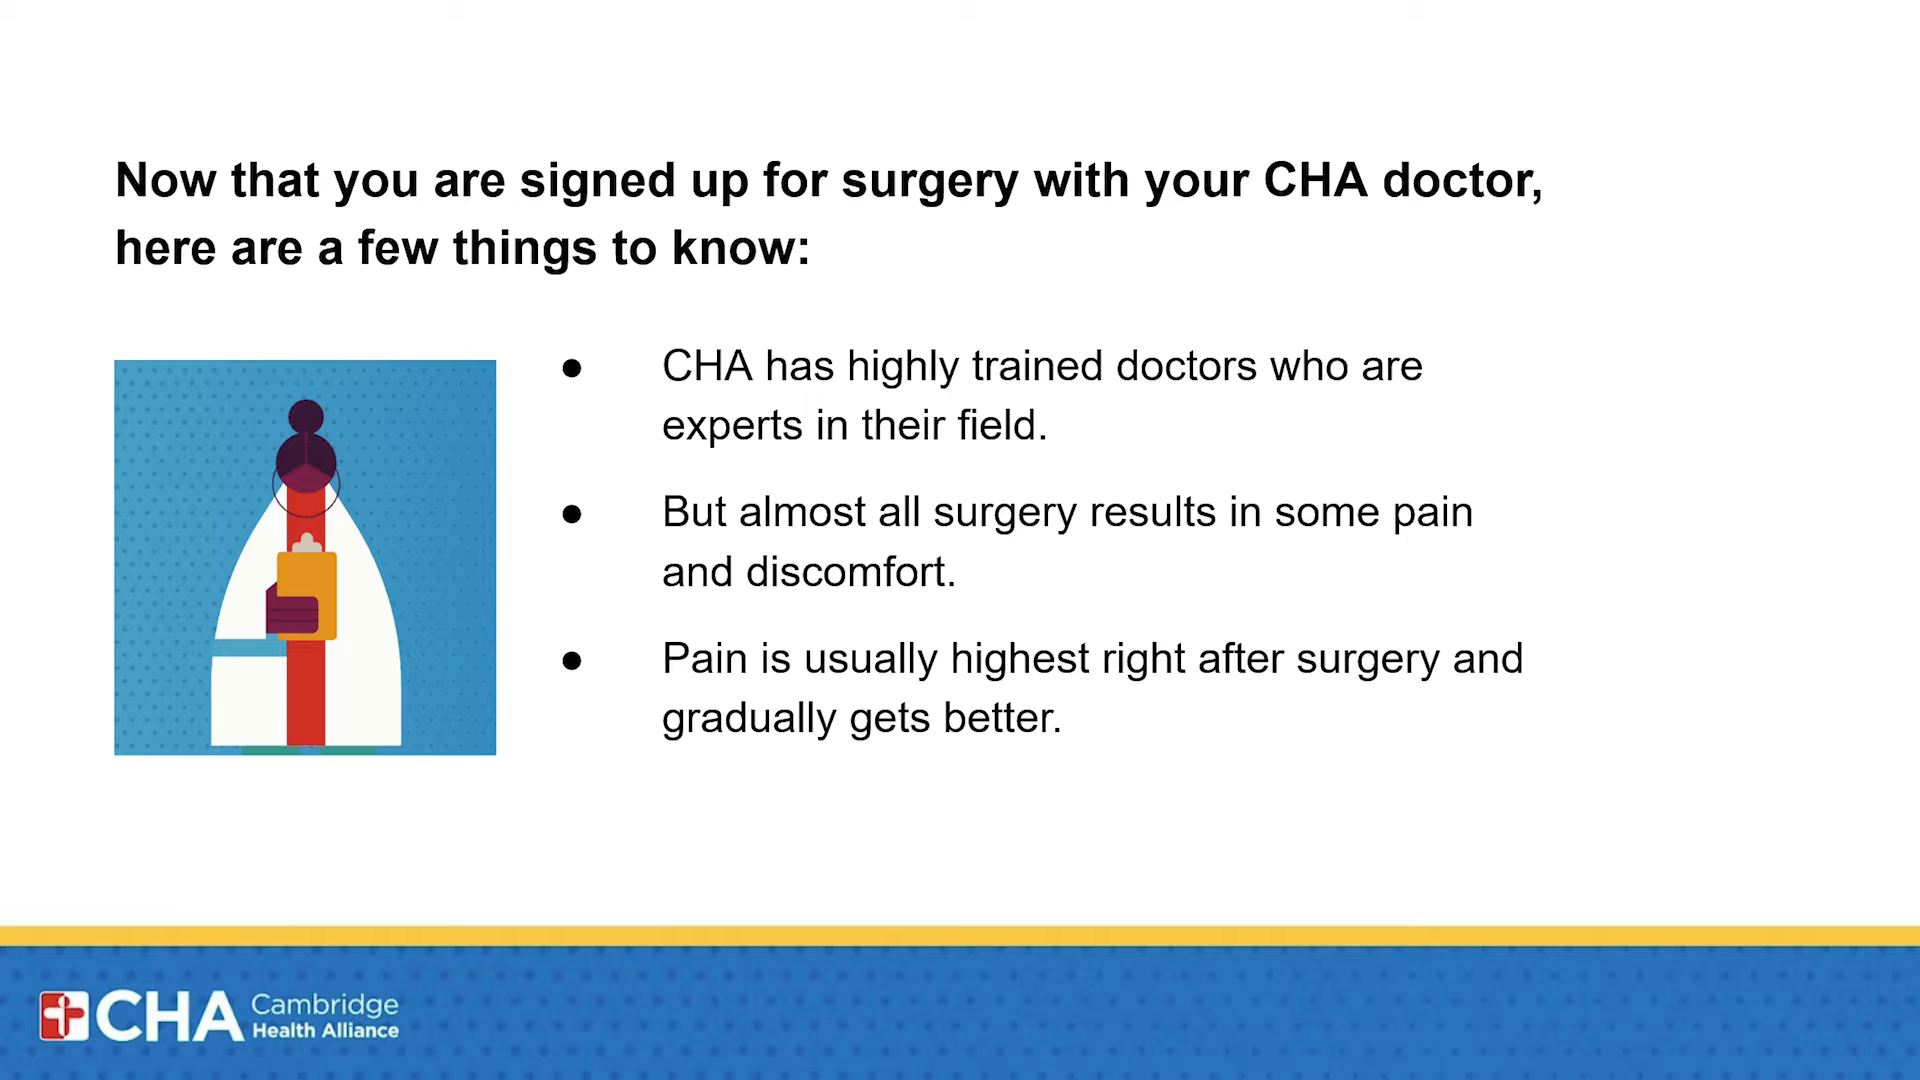 Now that you are signed up for surgery with your CHA doctor,
here are a few things to know:
● CHA has highly trained doctors who are
experts in their field.
● But almost all surgery results in some pain
and discomfort.
● Pain is usually highest right after surgery and
gradually gets better.
CHA Cambridge
Health Alliance